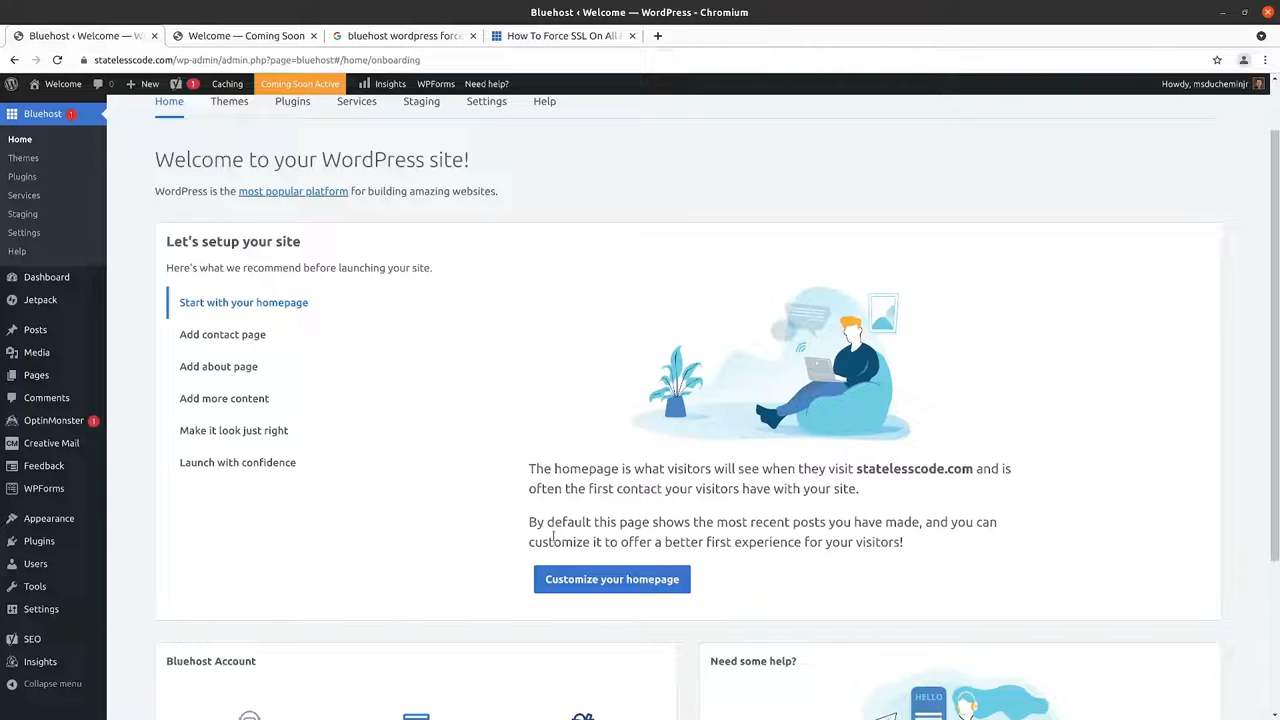 Bluehost ‹ Welcome — WordPress - Chromium
Bluehost ‹ Welcome — W
Welcome — Coming Soon
bluehost wordpress force
How To Force SSL On All
statelesscode.com/wp-admin/admin.php?page=bluehost#/home/onboarding
Welcome
0
New
1
Caching
Coming Soon Active
Insights
WPForms
Need help?
Howdy, msducheminjr
Bluehost 1
Home
Themes
Plugins
Services
Staging
Settings
Help
Dashboard
Jetpack
Posts
Media
Pages
Comments
OptinMonster 1
CM Creative Mail
Feedback
WPForms
Appearance
Plugins
Users
Tools
Settings
SEO
Insights
Collapse menu
Home Themes Plugins Services Staging Settings Help
Welcome to your WordPress site!
WordPress is the most popular platform for building amazing websites.
Let's setup your site
Here's what we recommend before launching your site.
Start with your homepage
Add contact page
Add about page
Add more content
Make it look just right
Launch with confidence
The homepage is what visitors will see when they visit statelesscode.com and is
often the first contact your visitors have with your site.
By default this page shows the most recent posts you have made, and you can
customize it to offer a better first experience for your visitors!
Customize your homepage
Bluehost Account
Need some help?
HELLO